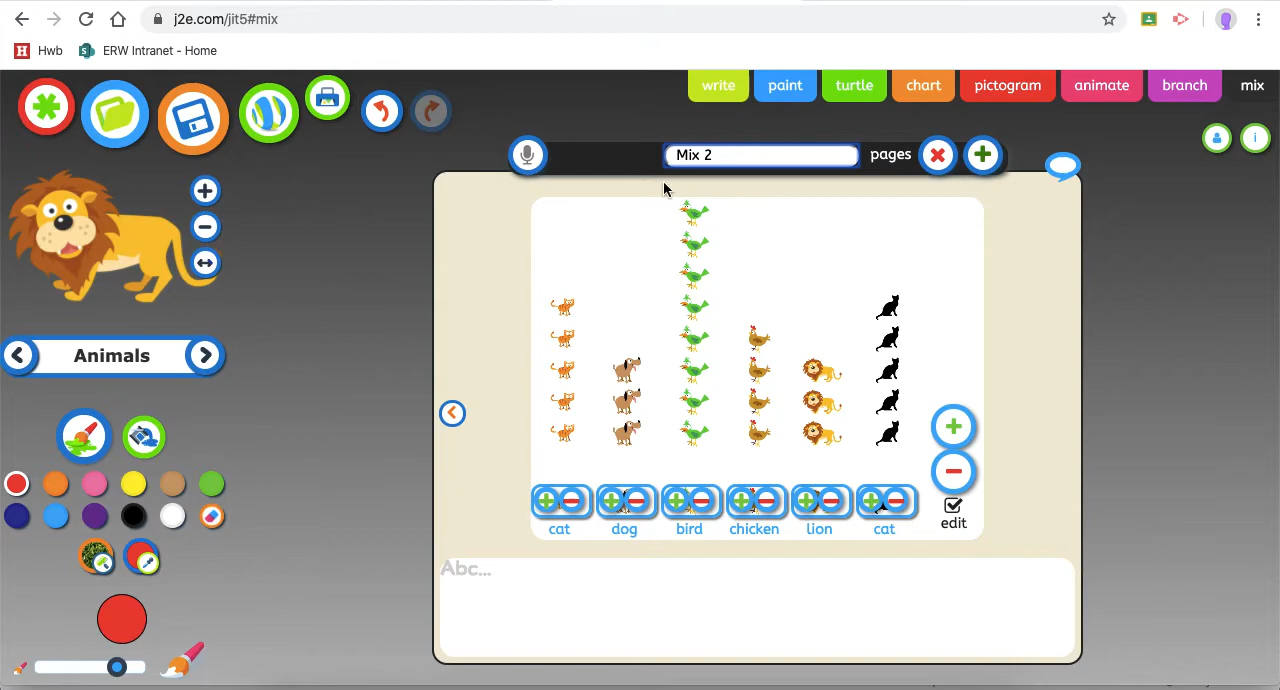 j2e.com/jit5#mix
H Hwb S ERW Intranet - Home
write paint turtle chart pictogram animate branch mix
i
Mix 2 pages
Animals
cat dog bird chicken lion cat edit
Abc...